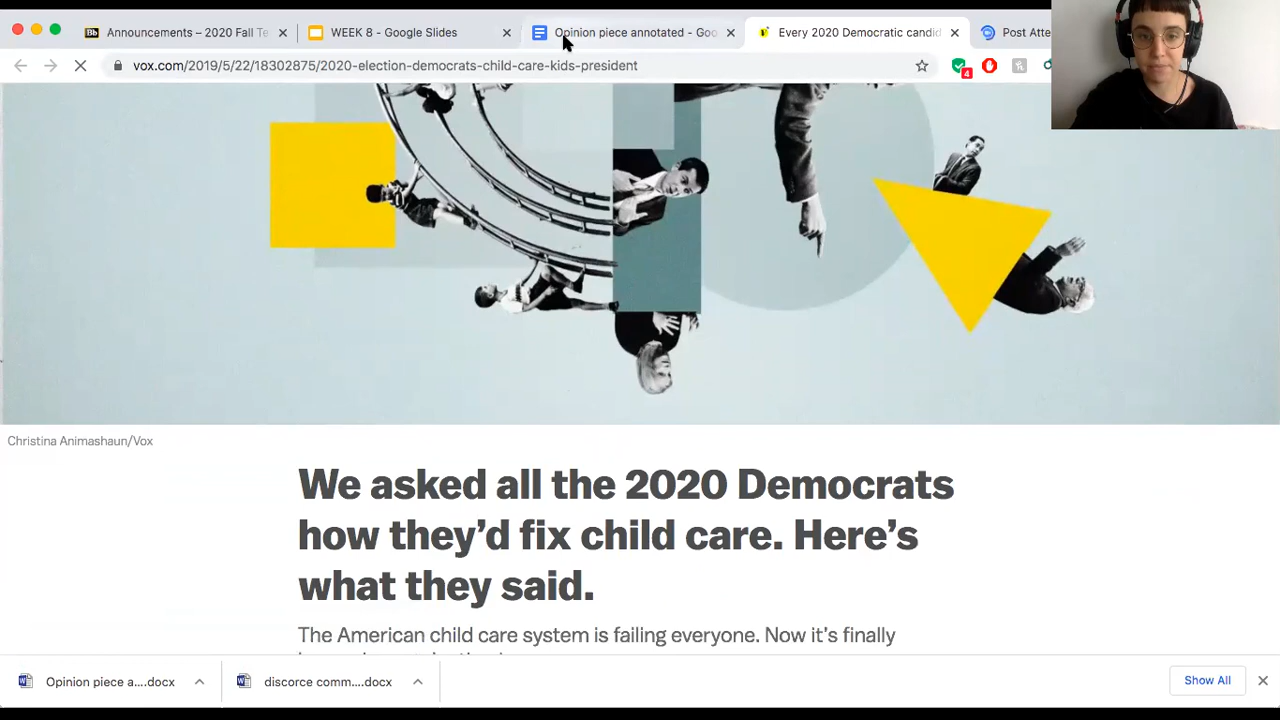 Bb Announcements – 2020 Fall Te
WEEK 8 - Google Slides
Opinion piece annotated - Goo
Every 2020 Democratic candid
Post Atte
vox.com/2019/5/22/18302875/2020-election-democrats-child-care-kids-president
4
Christina Animashaun/Vox
We asked all the 2020 Democrats
how they'd fix child care. Here's
what they said.
The American child care system is failing everyone. Now it's finally
Opinion piece a....docx
discorce comm....docx
Show All